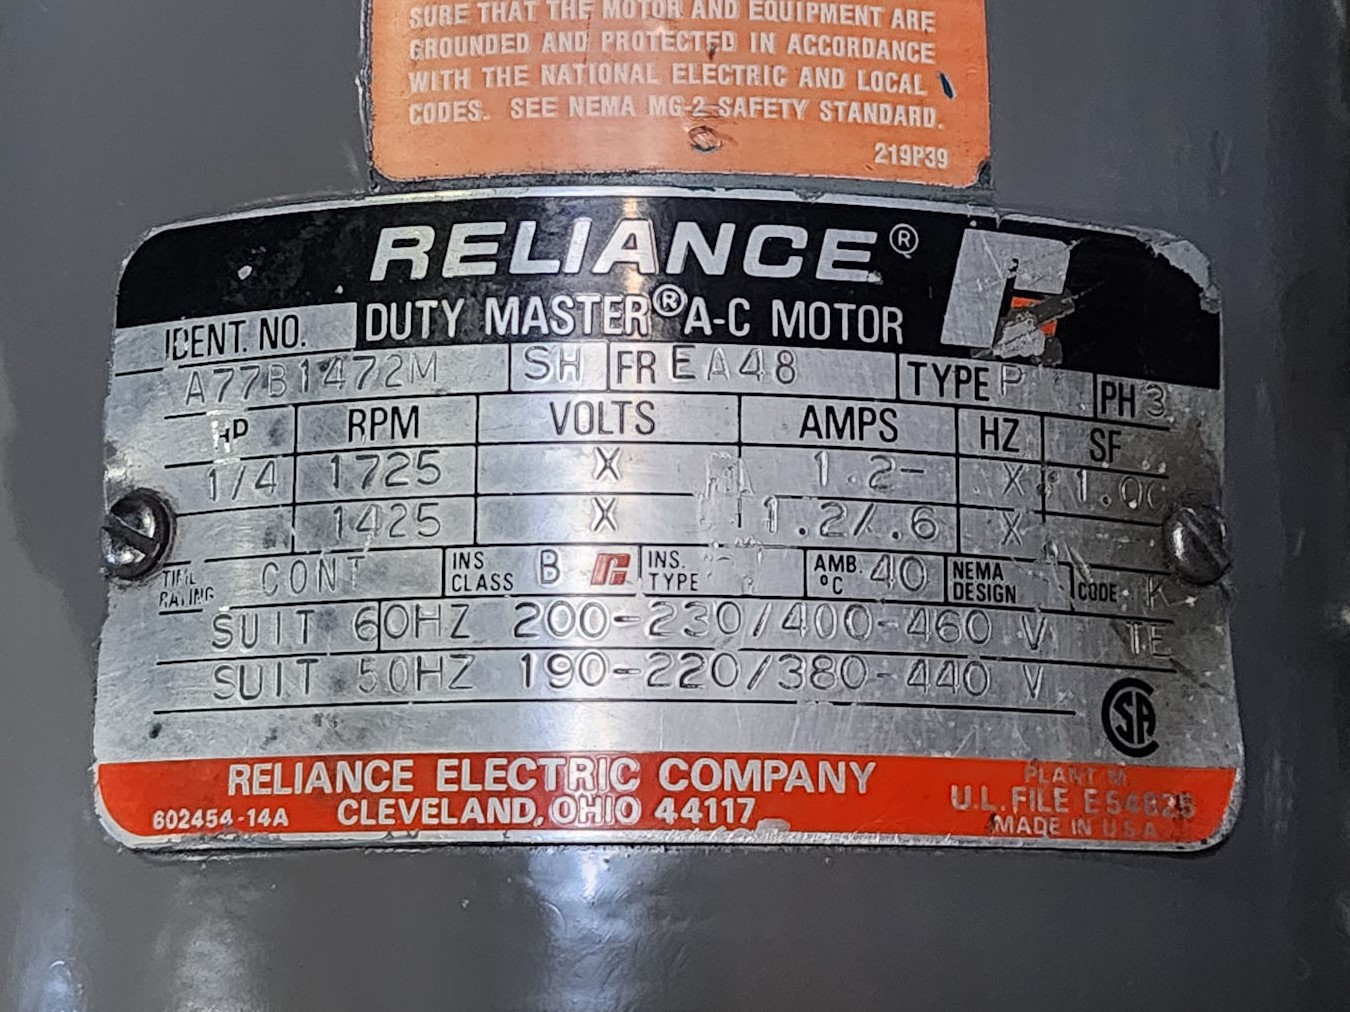 SURE THAT THE MOTOR AND EQUIPMENT ARE
GROUNDED AND PROTECTED IN ACCORDANCE
WITH THE NATIONAL ELECTRIC AND LOCAL
CODES. SEE NEMA MG-2 SAFETY STANDARD.
219P39
RELIANCE®
DUTY MASTER® A-C MOTOR
IDENT. NO.
A77B1472M SH FR EA48 TYPE P PH 3
HP RPM VOLTS AMPS HZ SF
1/4 1725 X 1.2- X 1.0
1425 X 1.2/.6 X
TIME RATING CONT INS CLASS B INS. TYPE AMB. °C 40 NEMA DESIGN CODE K
SUIT 60HZ 200-230/400-460 V TE
SUIT 50HZ 190-220/380-440 V
SA
RELIANCE ELECTRIC COMPANY
CLEVELAND, OHIO 44117
602454-14A
PLANT M
U.L. FILE
MADE IN U.S.A.